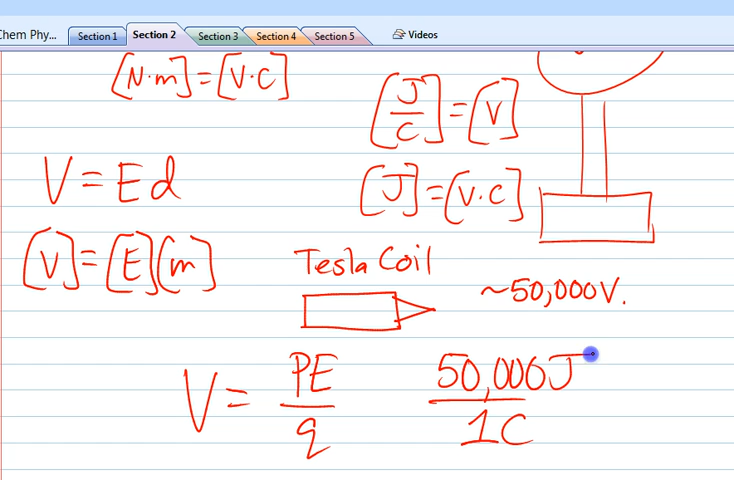 Chem Phy... Section 1 Section 2 Section 3 Section 4 Section 5 Videos
[N·m] = [V·C]
[J/C] = [V]
V = Ed
[J] = [V·C]
[V] = [E][m]
Tesla Coil
~50,000V.
V = PE/q
50,000J/1C